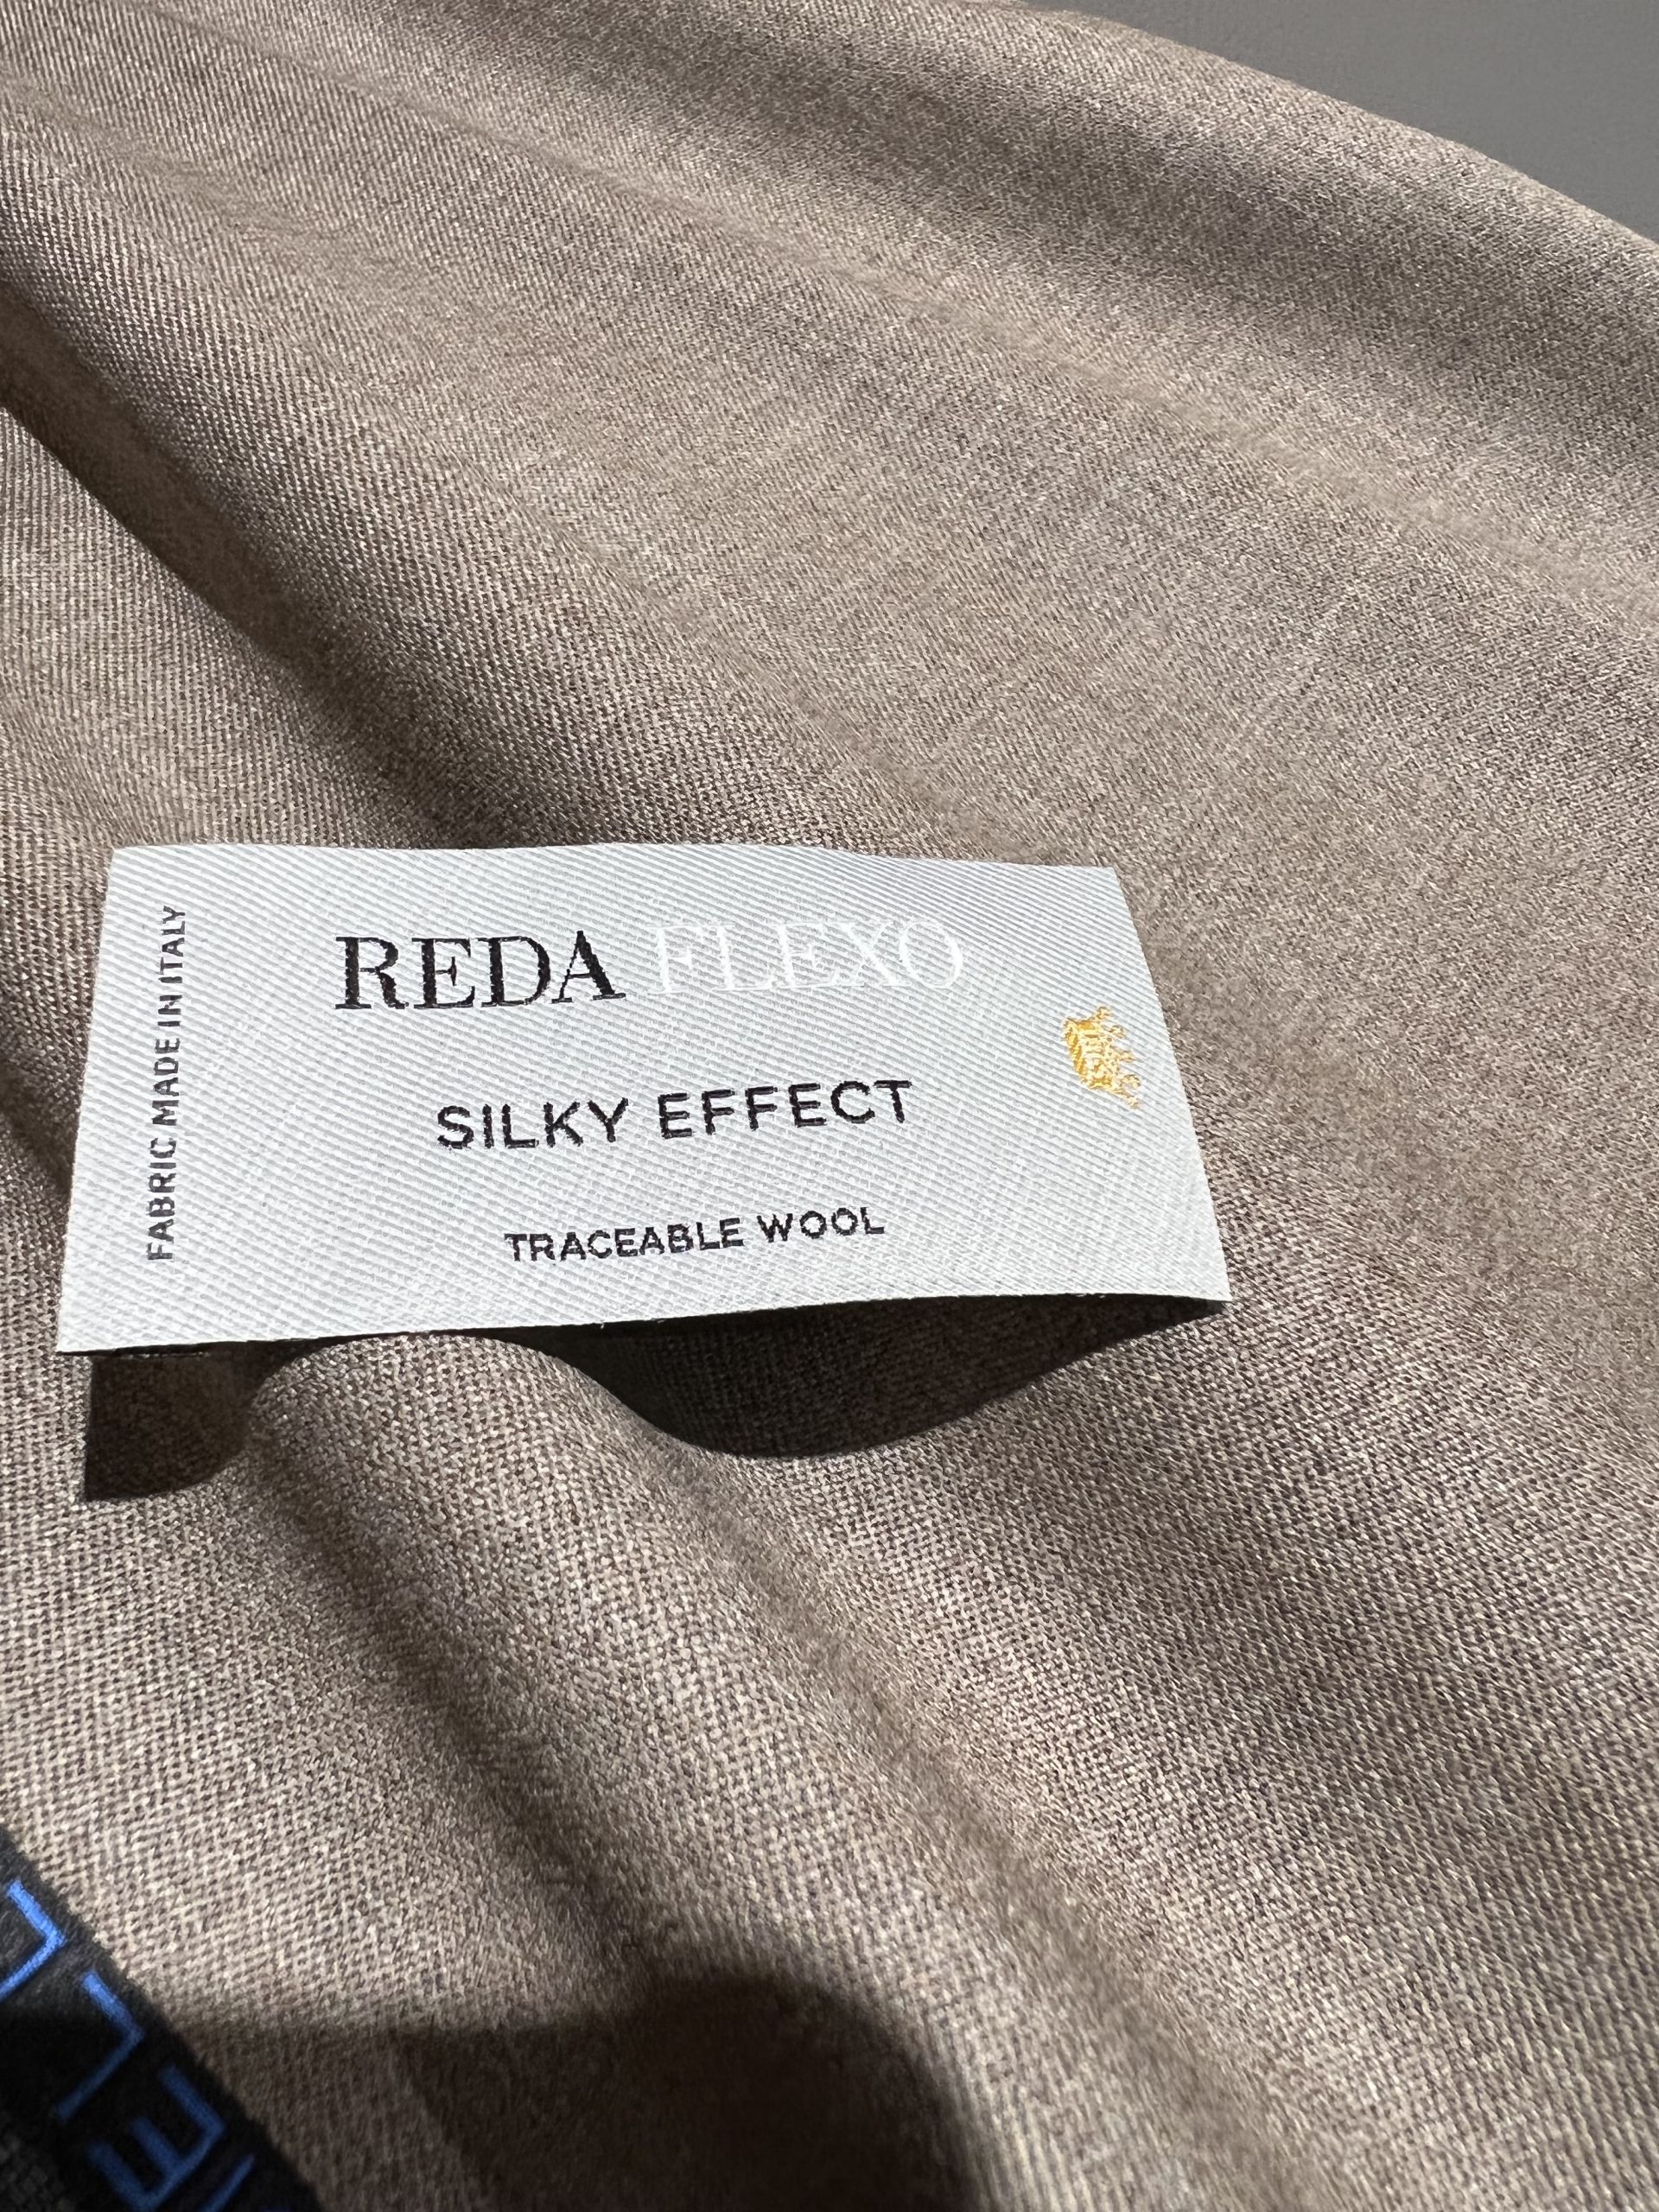 FABRIC MADE IN ITALY
REDA FLEXO
SILKY EFFECT
TRACEABLE WOOL